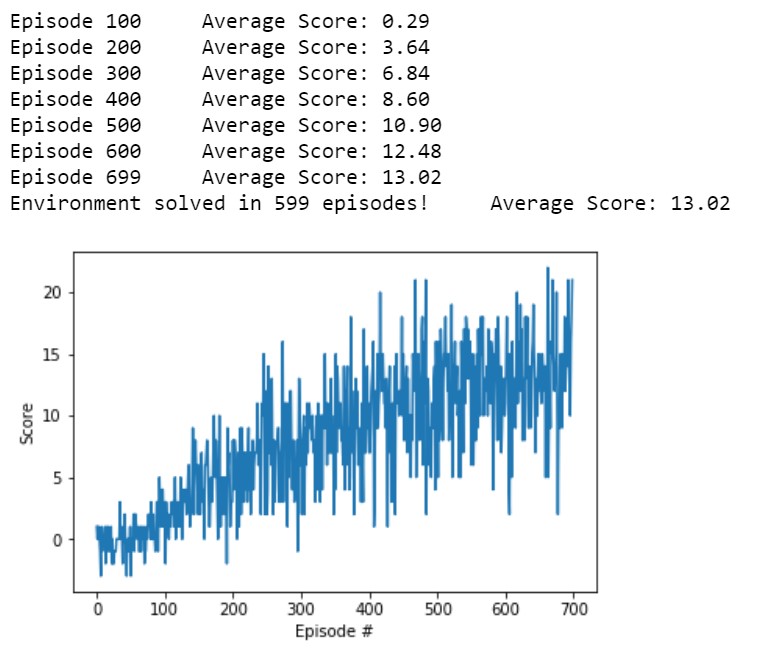 Episode 100 Average Score: 0.29
Episode 200 Average Score: 3.64
Episode 300 Average Score: 6.84
Episode 400 Average Score: 8.60
Episode 500 Average Score: 10.90
Episode 600 Average Score: 12.48
Episode 699 Average Score: 13.02
Environment solved in 599 episodes! Average Score: 13.02
20
15
10
5
0
Score
0 100 200 300 400 500 600 700
Episode #